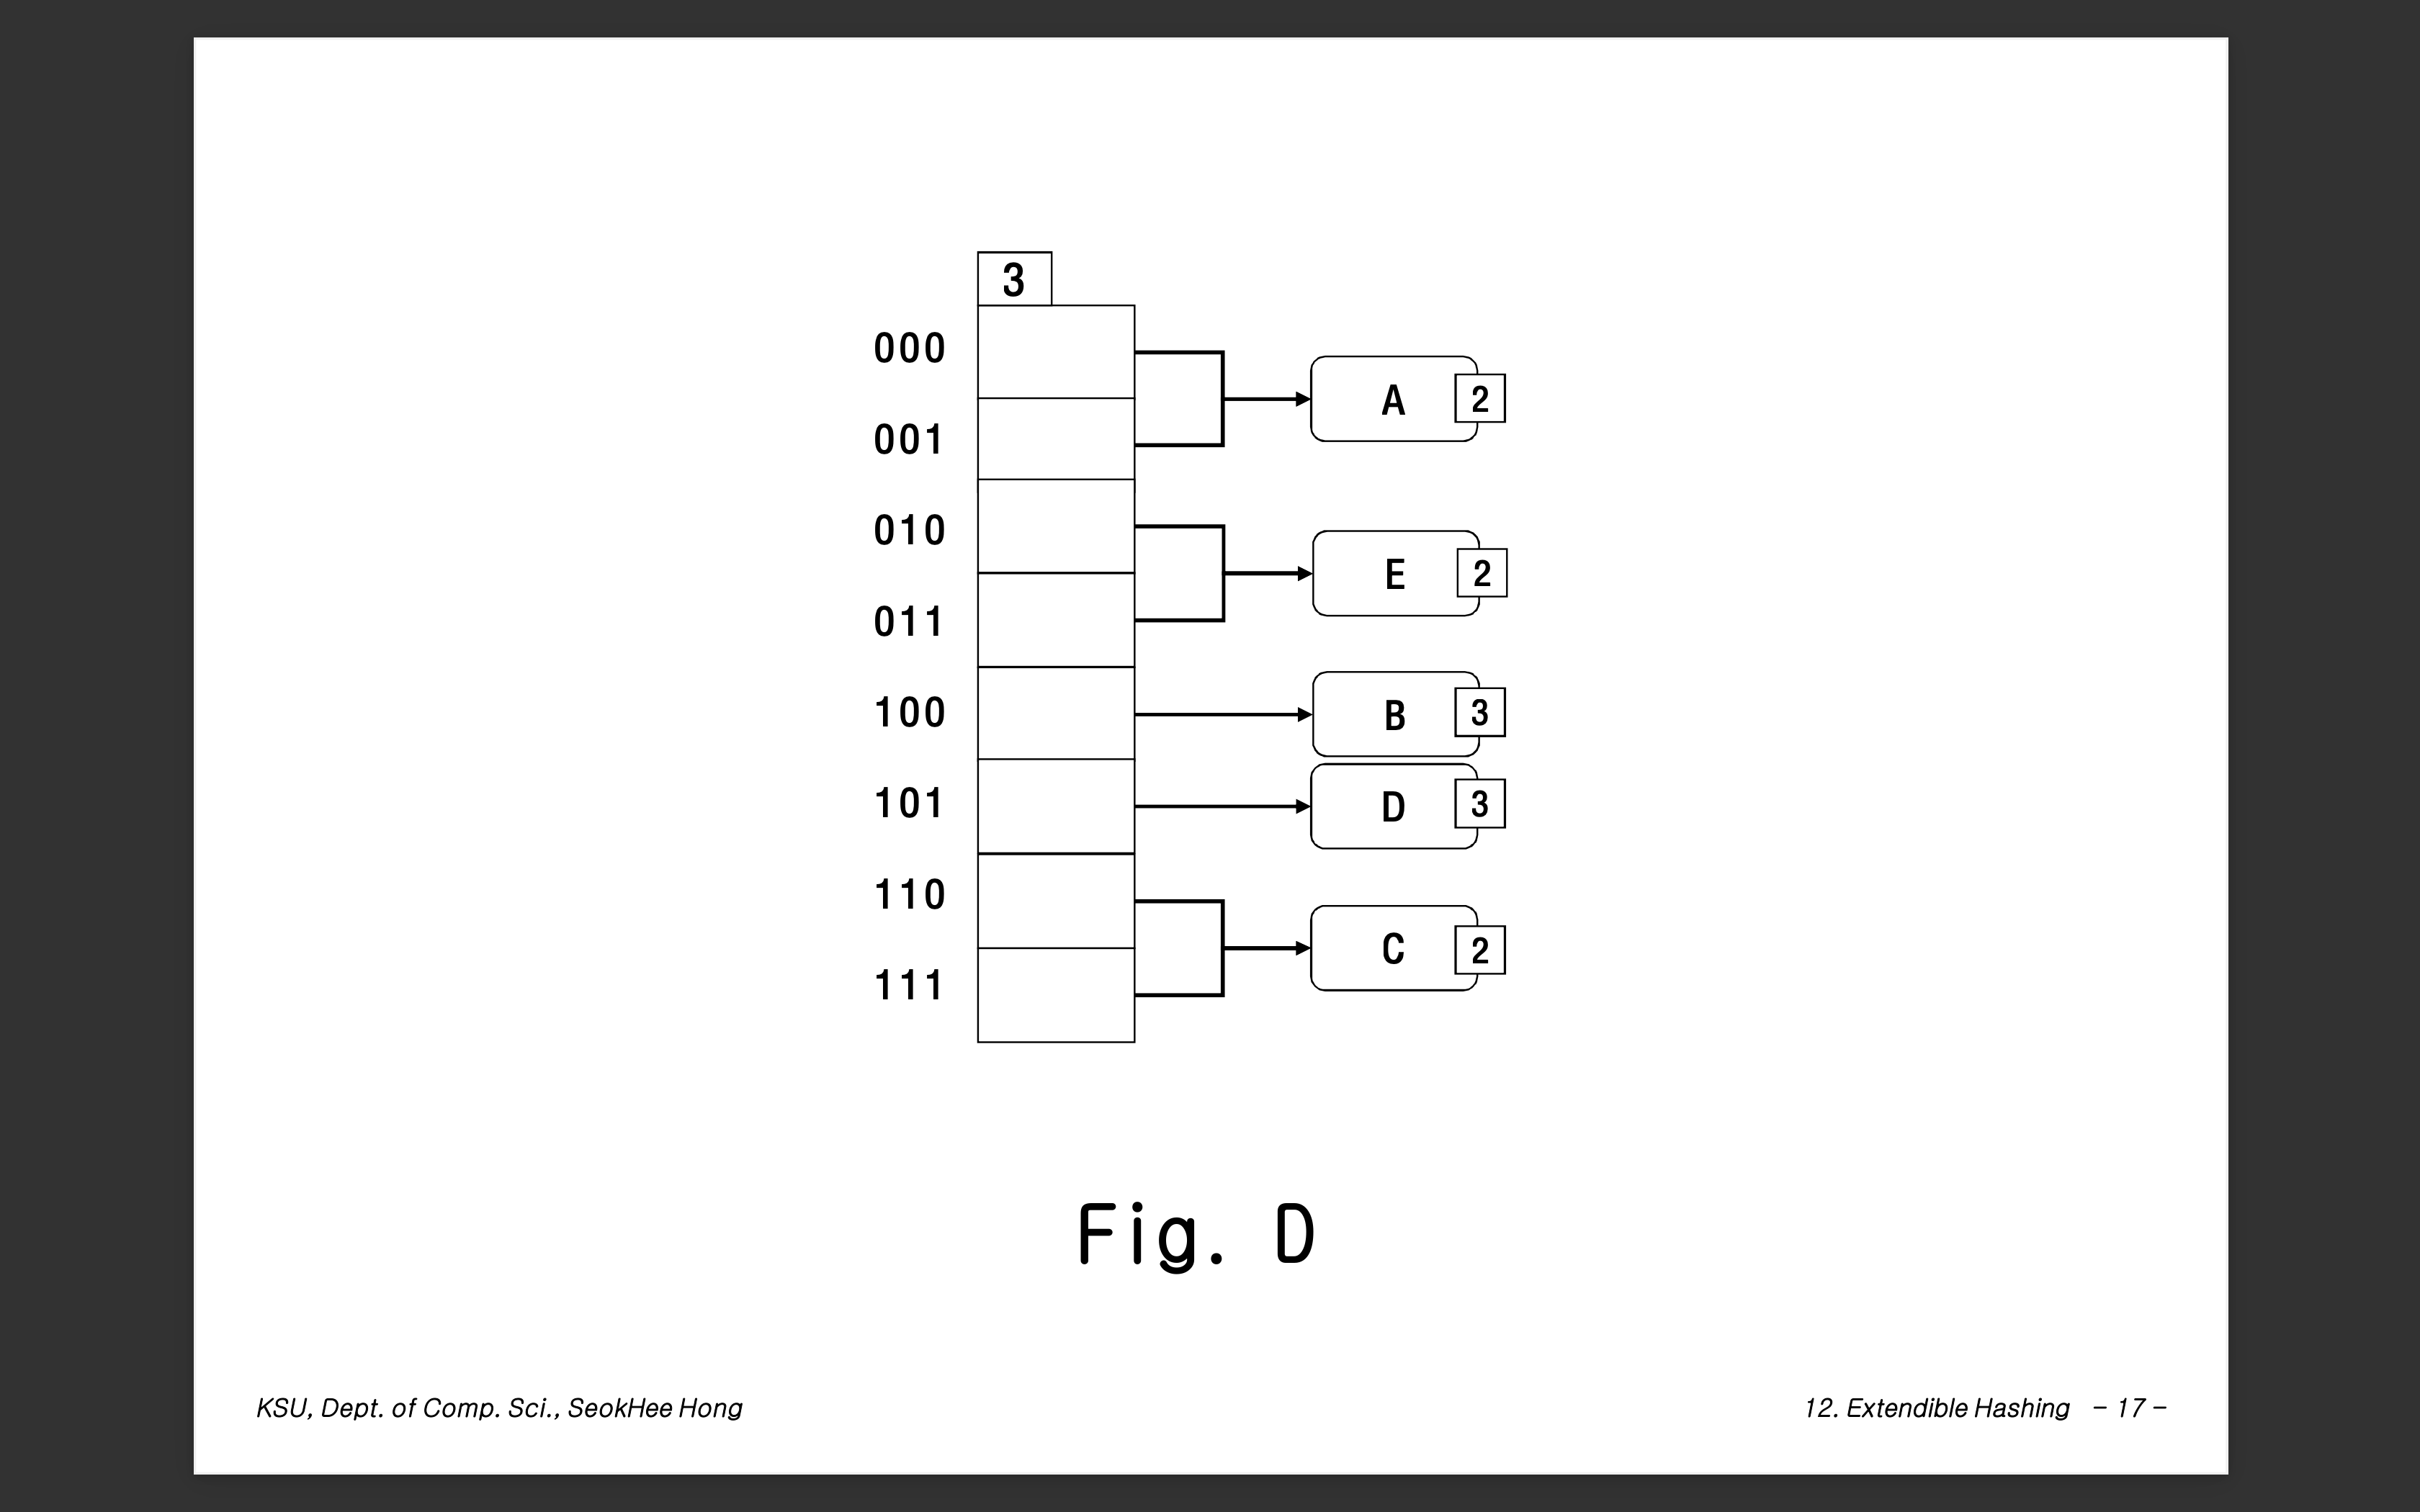 3
000
001
A 2
010
011
E 2
100
B 3
101
D 3
110
111
C 2
Fig. D
KSU, Dept. of Comp. Sci., SeokHee Hong
12. Extendible Hashing - 17 -